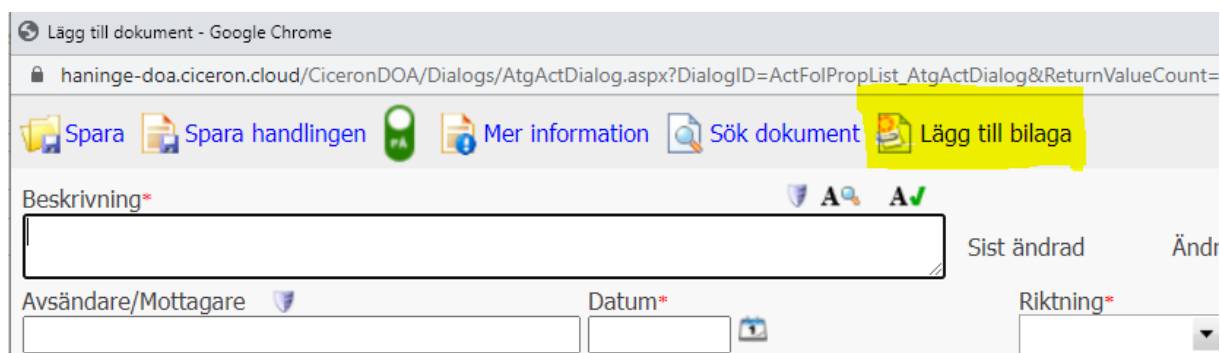 Lägg till dokument - Google Chrome
haninge-doa.ciceron.cloud/CiceronDOA/Dialogs/AtgActDialog.aspx?DialogID=ActFolPropList_AtgActDialog&ReturnValueCount=
Spara Spara handlingen PÅ Mer information Sök dokument Lägg till bilaga
Beskrivning* A A
Sist ändrad Ändr
Avsändare/Mottagare Datum* Riktning*